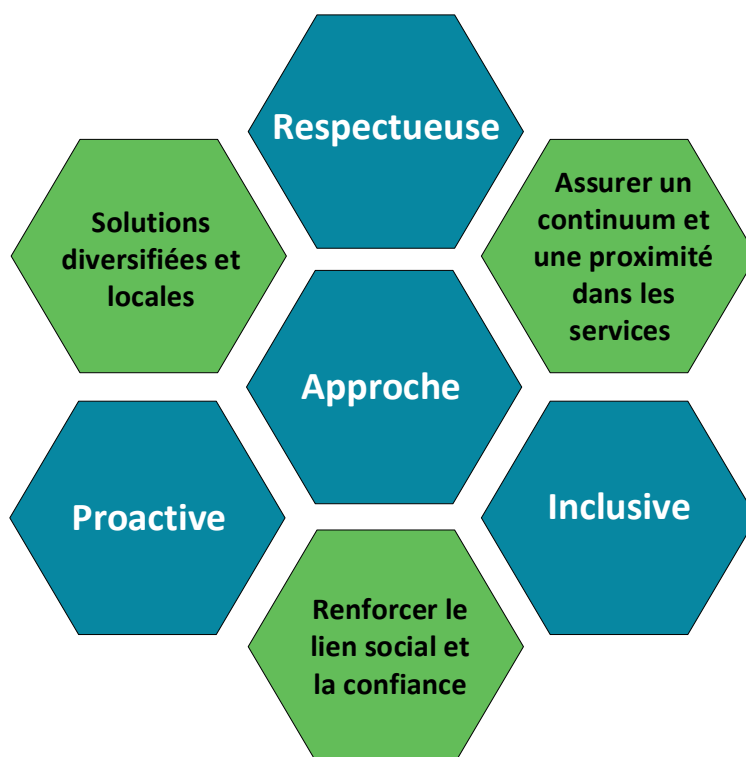 Respectueuse
Solutions
diversifiées et
locales
Assurer un
continuum et
une proximité
dans les
services
Approche
Proactive
Inclusive
Renforcer le
lien social et
la confiance